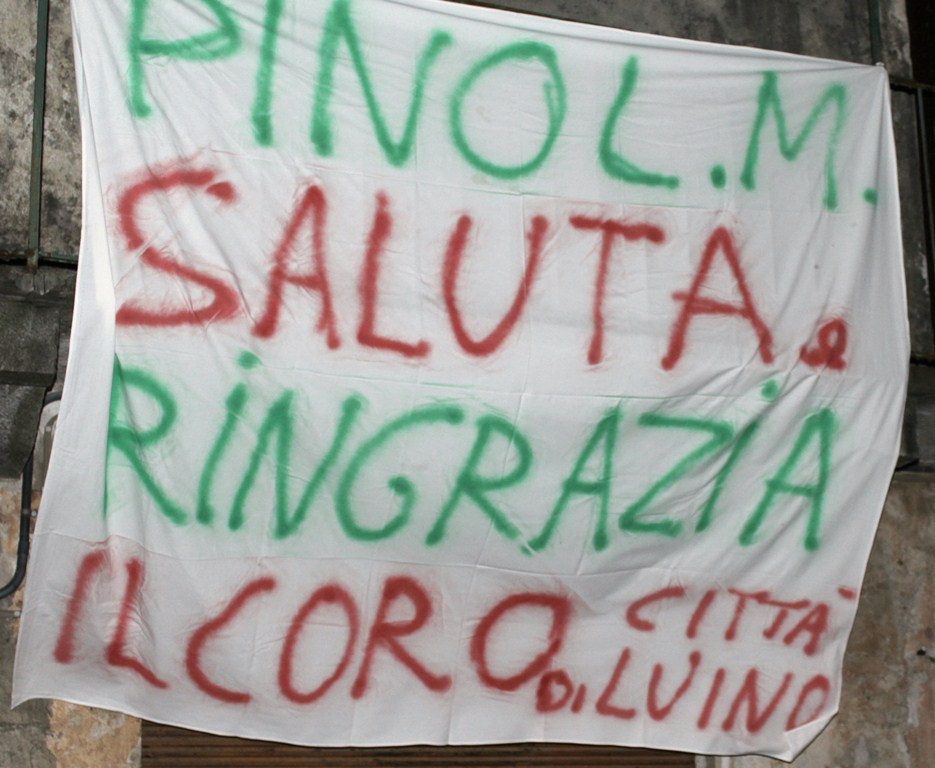 PINO L.M.
SALUTA
RINGRAZIA
IL CORO CITTA'
DI LUINO